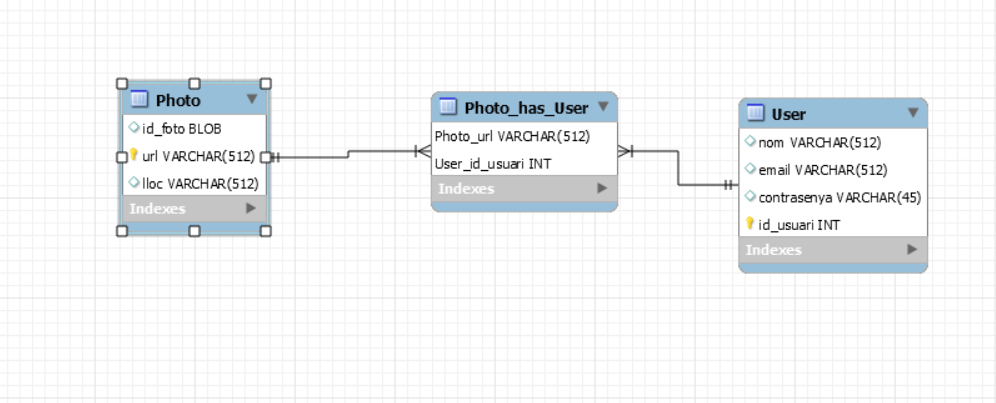 Photo
id_foto BLOB
url VARCHAR(512)
lloc VARCHAR(512)
Indexes
Photo_has_User
Photo_url VARCHAR(512)
User_id_usuari INT
Indexes
User
nom VARCHAR(512)
email VARCHAR(512)
contrasenya VARCHAR(45)
id_usuari INT
Indexes